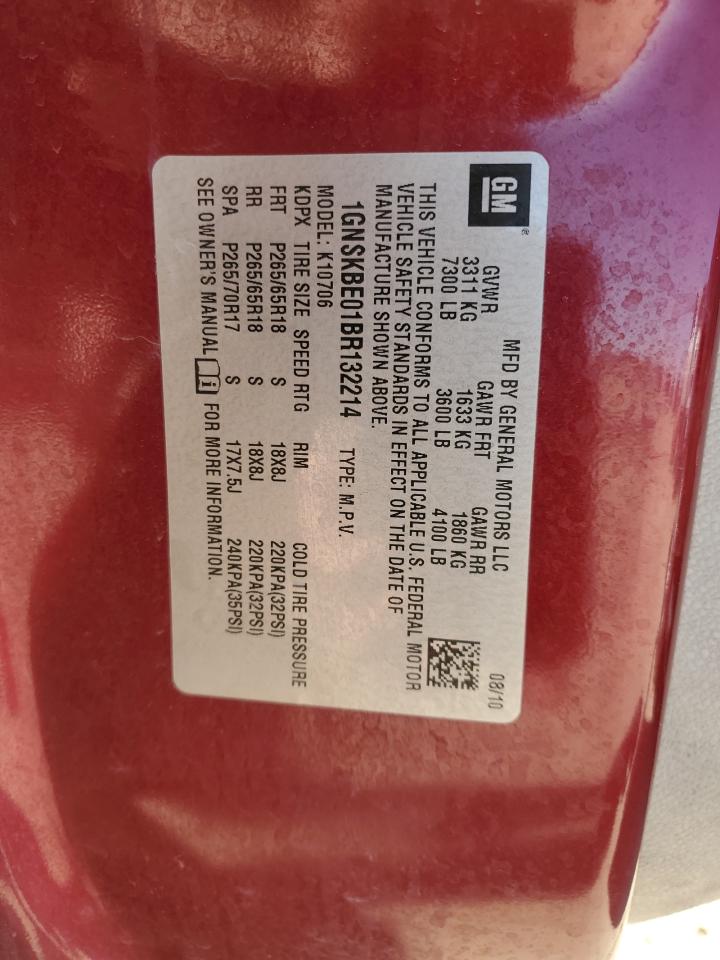 GM®
MFD BY GENERAL MOTORS LLC 08/10
GVWR GAWR FRT GAWR RR
3311 KG 1633 KG 1860 KG
7300 LB 3600 LB 4100 LB
THIS VEHICLE CONFORMS TO ALL APPLICABLE U.S. FEDERAL MOTOR
VEHICLE SAFETY STANDARDS IN EFFECT ON THE DATE OF
MANUFACTURE SHOWN ABOVE.
1GNSKBE01BR132214 TYPE: M.P.V.
MODEL: K10706
KDPX TIRE SIZE SPEED RTG RIM COLD TIRE PRESSURE
FRT P265/65R18 S 18X8J 220KPA(32PSI)
RR P265/65R18 S 18X8J 220KPA(32PSI)
SPA P265/70R17 S 17X7.5J 240KPA(35PSI)
SEE OWNER'S MANUAL i FOR MORE INFORMATION.